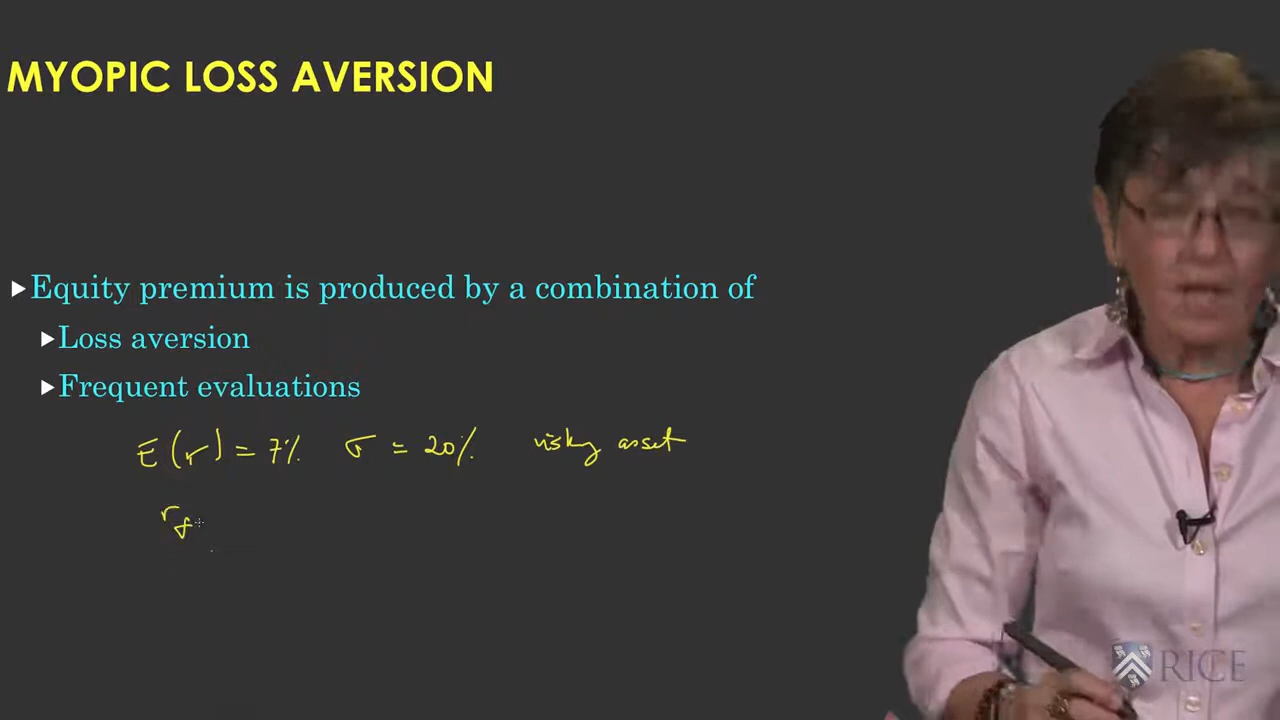 MYOPIC LOSS AVERSION
▸Equity premium is produced by a combination of
▸Loss aversion
▸Frequent evaluations
E(r) = 7% σ = 20% risky asset
rf
RICE